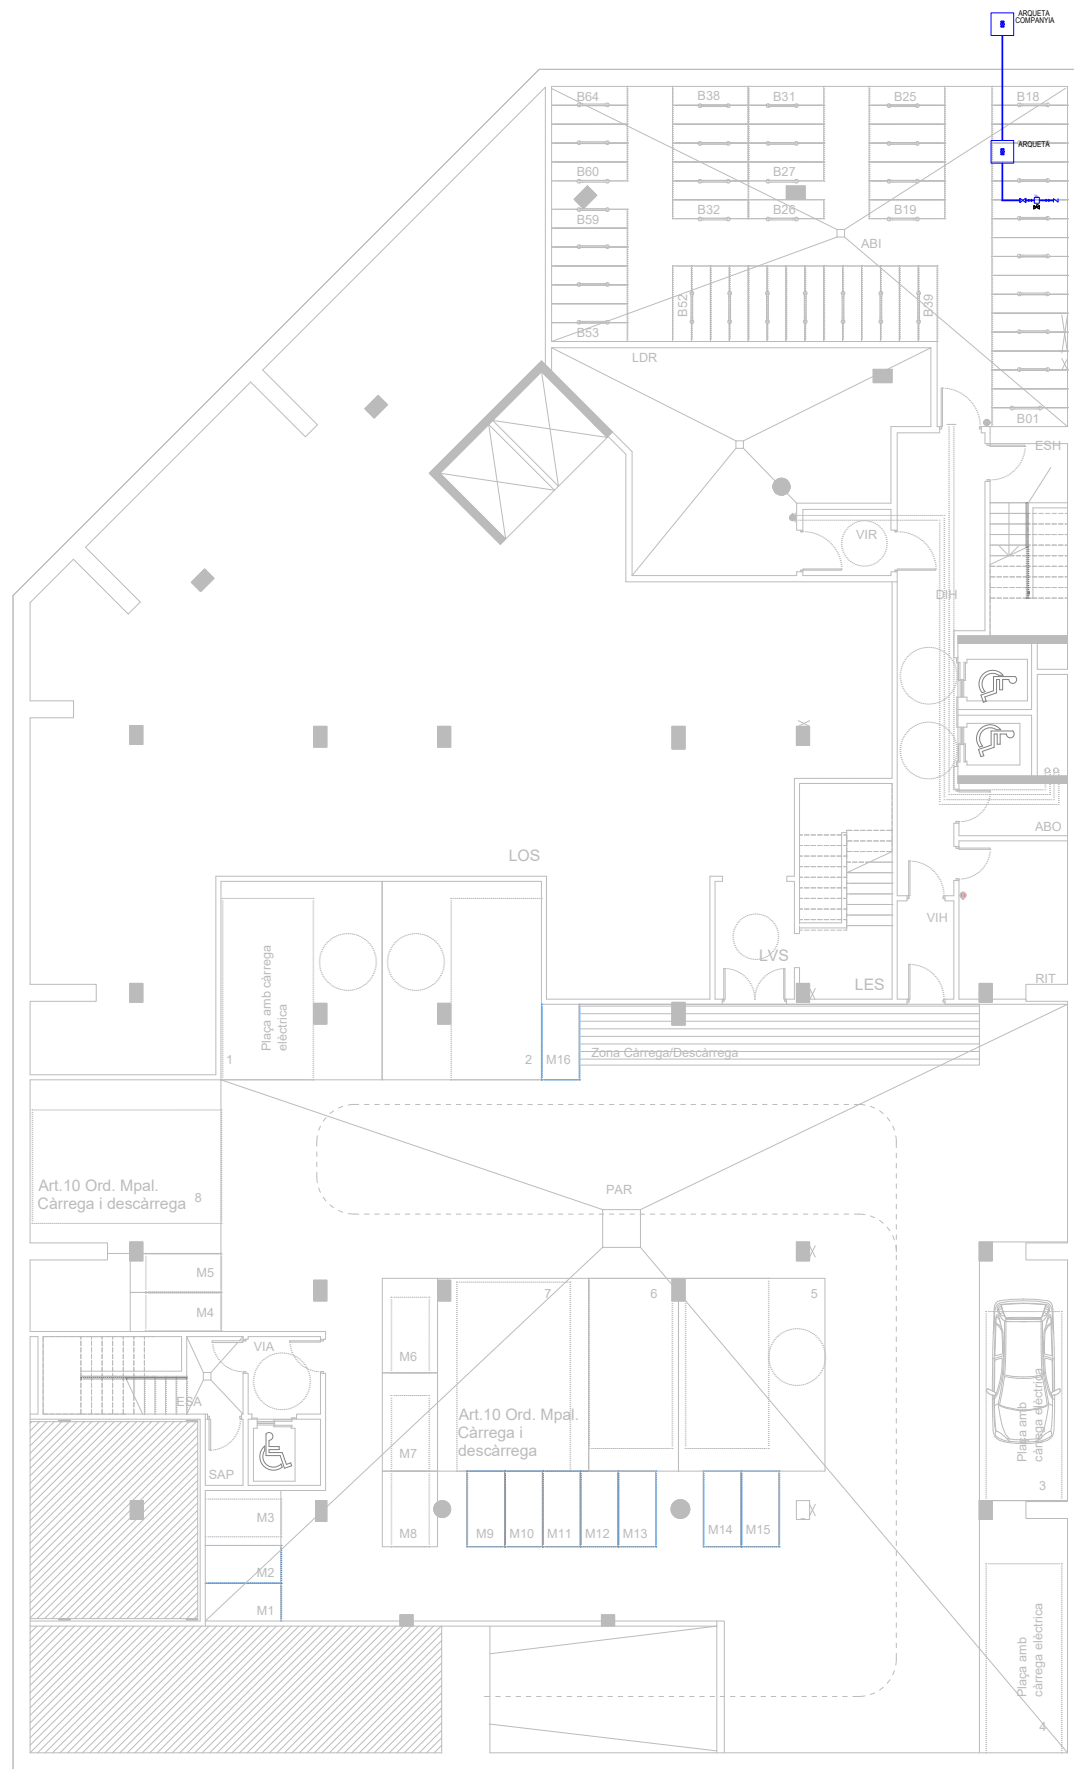 ARQUETA
COMPANYIA
B64
B38
B31
B25
B18
ARQUETA
B60
B27
B59
B32
B26
B19
ABI
B52
B39
B53
LDR
B01
ESH
VIR
DIH
ABO
LOS
VIH
LVS
LES
RIT
Plaça amb càrrega
elèctrica
1
2
M16
Zona Càrrega/Descàrrega
Art.10 Ord. Mpal.
Càrrega i descàrrega
8
PAR
M5
M4
7
6
5
VIA
M6
ESA
Art.10 Ord. Mpal.
Càrrega i
descàrrega
M7
Plaça amb
càrrega elèctrica
3
SAP
M3
M8
M9
M10
M11
M12
M13
M14
M15
M2
M1
Plaça amb
càrrega elèctrica
4